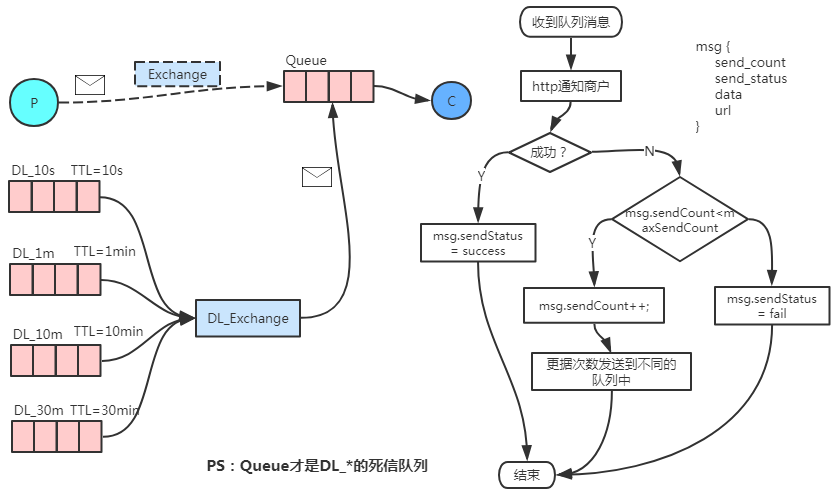 Queue
Exchange
P
C
DL_10s TTL=10s
DL_1m TTL=1min
DL_10m TTL=10min
DL_30m TTL=30min
DL_Exchange
PS：Queue才是DL_*的死信队列
收到队列消息
http通知商户
成功？
Y
N
msg.sendStatus
= success
msg.sendCount<m
axSendCount
Y
msg.sendCount++;
msg.sendStatus
= fail
更据次数发送到不同的
队列中
结束
msg {
send_count
send_status
data
url
}